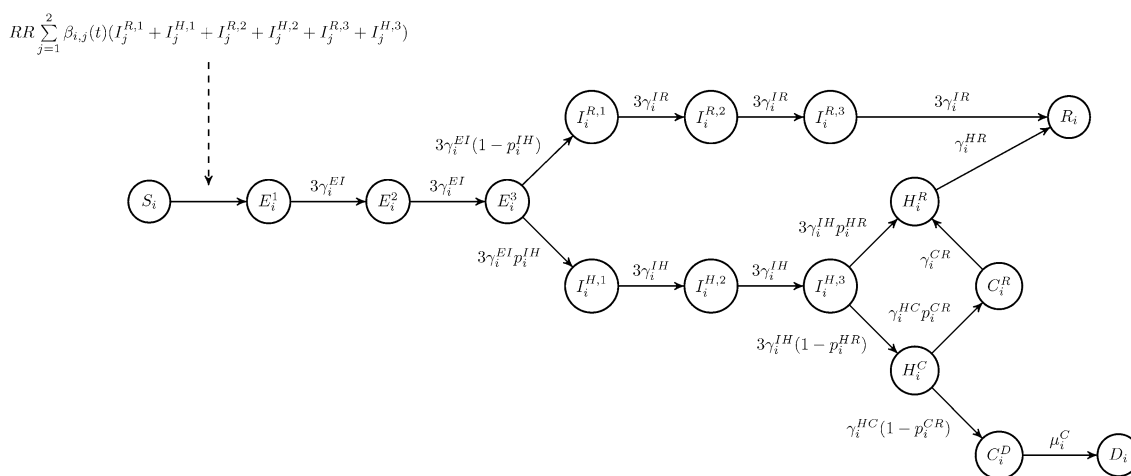 RR \sum_{j=1}^{2} \beta_{i,j}(t)(I_j^{R,1} + I_j^{H,1} + I_j^{R,2} + I_j^{H,2} + I_j^{R,3} + I_j^{H,3})
I_i^{R,1} 3γ_i^{IR} I_i^{R,2} 3γ_i^{IR} I_i^{R,3} 3γ_i^{IR} R_i
3γ_i^{EI}(1 − p_i^{IH}) γ_i^{HR}
S_i E_i^1 3γ_i^{EI} E_i^2 3γ_i^{EI} E_i^3 H_i^R
3γ_i^{EI} p_i^{IH} 3γ_i^{IH} p_i^{HR} γ_i^{CR}
I_i^{H,1} 3γ_i^{IH} I_i^{H,2} 3γ_i^{IH} I_i^{H,3} C_i^R
γ_i^{HC} p_i^{CR}
3γ_i^{IH}(1 − p_i^{HR})
H_i^C
γ_i^{HC}(1 − p_i^{CR})
C_i^D μ_i^C D_i